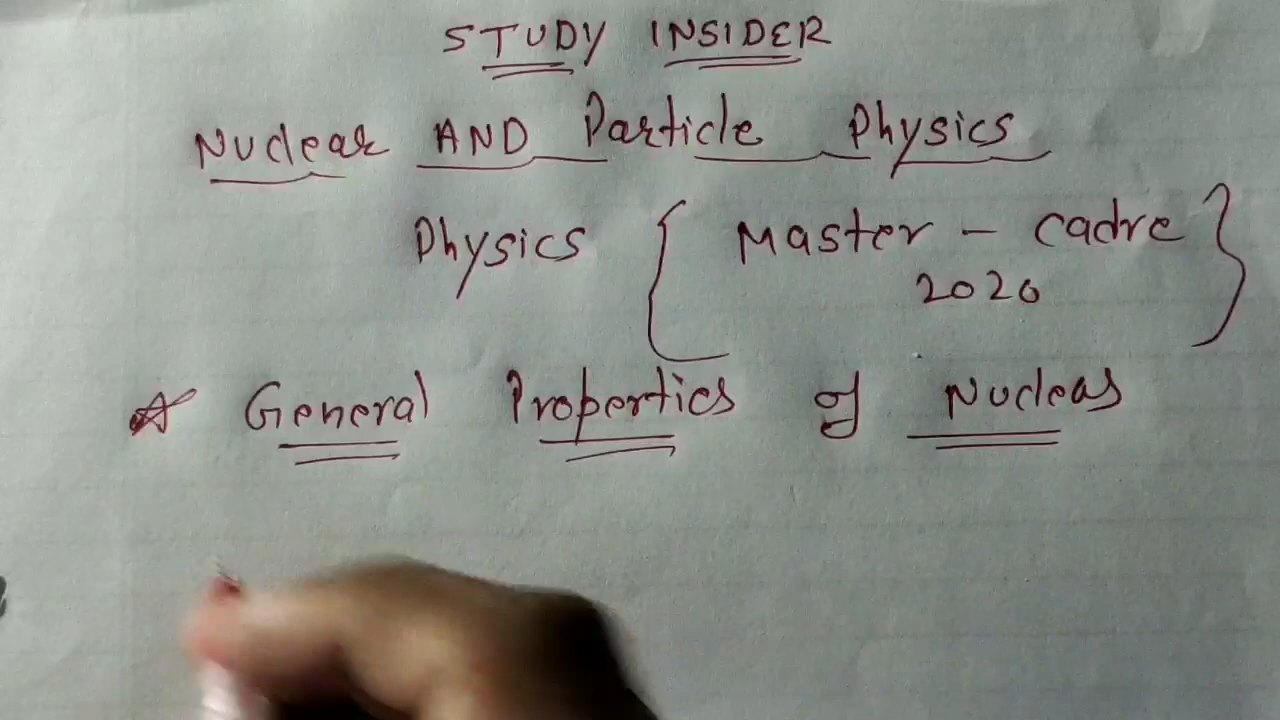 STUDY INSIDER
Nuclear AND Particle Physics
Physics { Master - cadre }
2020
General Properties of Nucleas